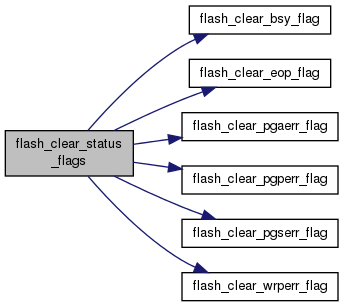 flash_clear_bsy_flag
flash_clear_eop_flag
flash_clear_pgaerr_flag
flash_clear_status
_flags
flash_clear_pgperr_flag
flash_clear_pgserr_flag
flash_clear_wrperr_flag